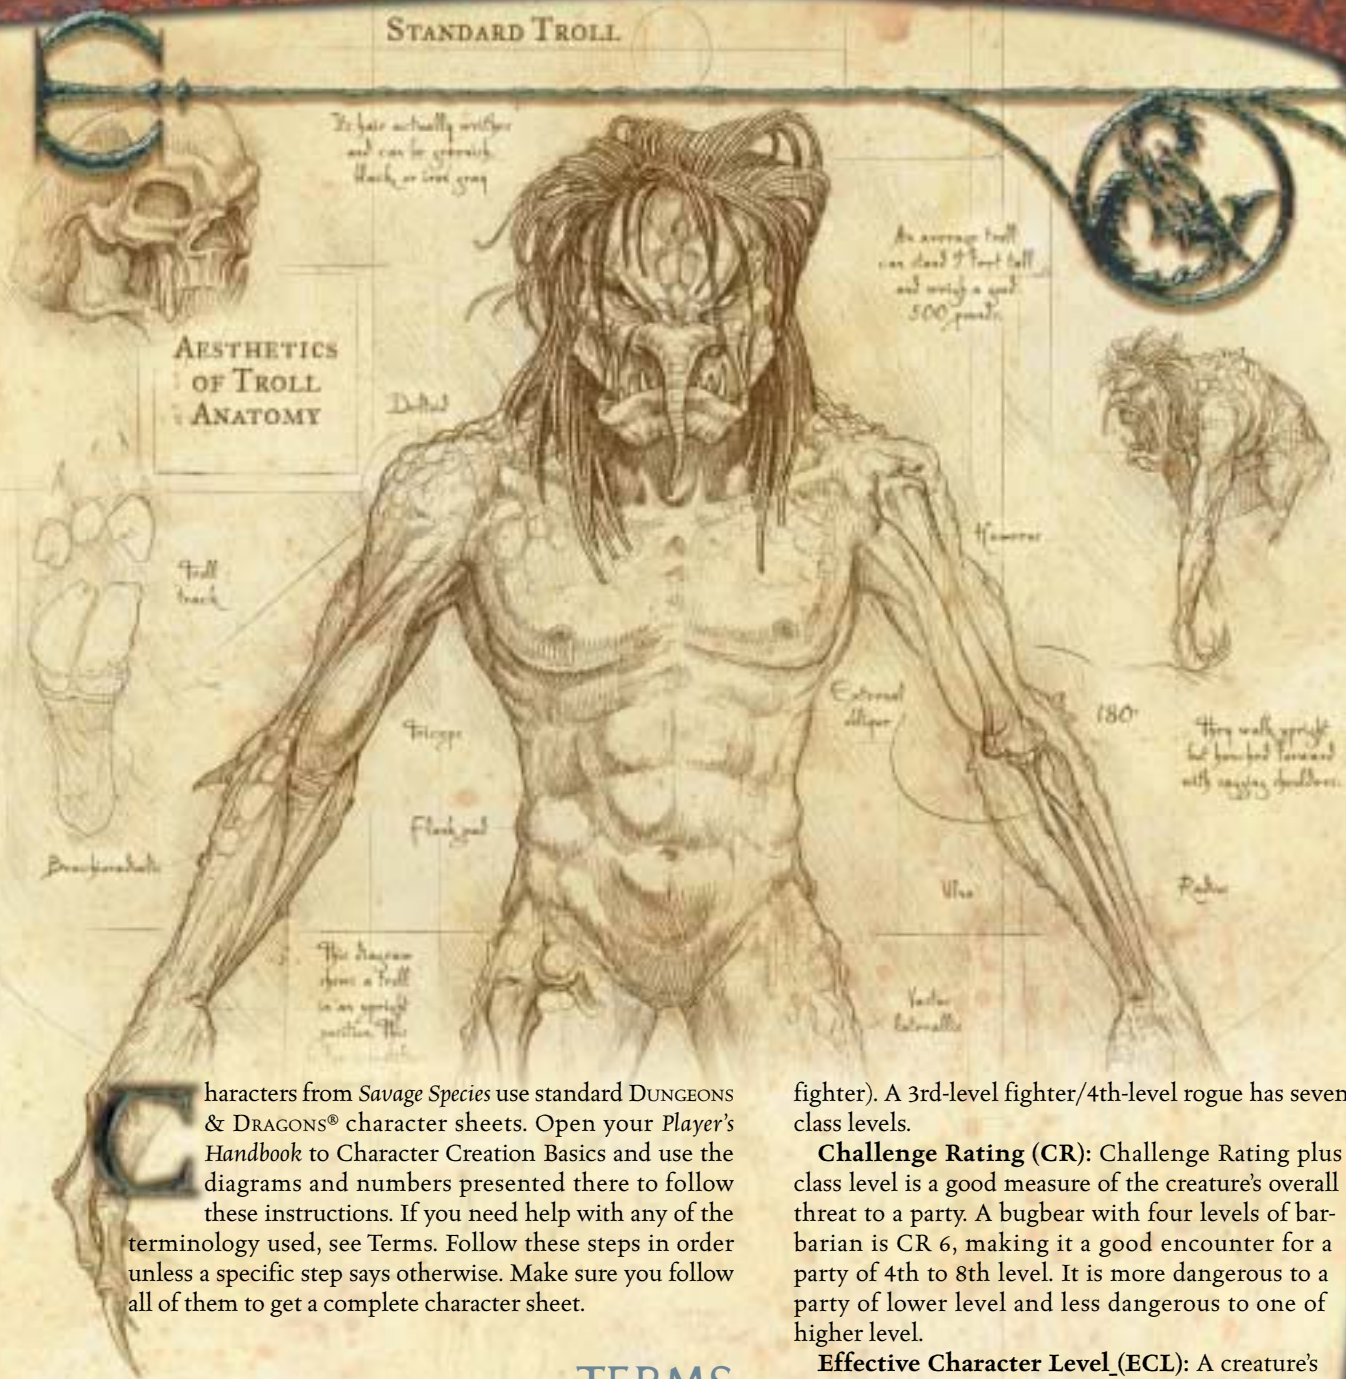 STANDARD TROLL
Its hair actually writhes
and can be greenish,
black, or iron gray
An average troll
can stand 9 feet tall
and weigh a good
500 pounds.
AESTHETICS
OF TROLL
ANATOMY
Deltoid
Troll
track
Humerus
External
oblique
180°
They walk upright
but hunched forward
with sagging shoulders.
Triceps
Flank pad
Brachioradialis
Ulna
Radius
This diagram
shows a troll
in an upright
position. This
Vastus
lateralis
Characters from Savage Species use standard DUNGEONS
& DRAGONS® character sheets. Open your Player's
Handbook to Character Creation Basics and use the
diagrams and numbers presented there to follow
these instructions. If you need help with any of the
terminology used, see Terms. Follow these steps in order
unless a specific step says otherwise. Make sure you follow
all of them to get a complete character sheet.
TERMS
fighter). A 3rd-level fighter/4th-level rogue has seven
class levels.
Challenge Rating (CR): Challenge Rating plus
class level is a good measure of the creature's overall
threat to a party. A bugbear with four levels of bar-
barian is CR 6, making it a good encounter for a
party of 4th to 8th level. It is more dangerous to a
party of lower level and less dangerous to one of
higher level.
Effective Character Level (ECL): A creature's